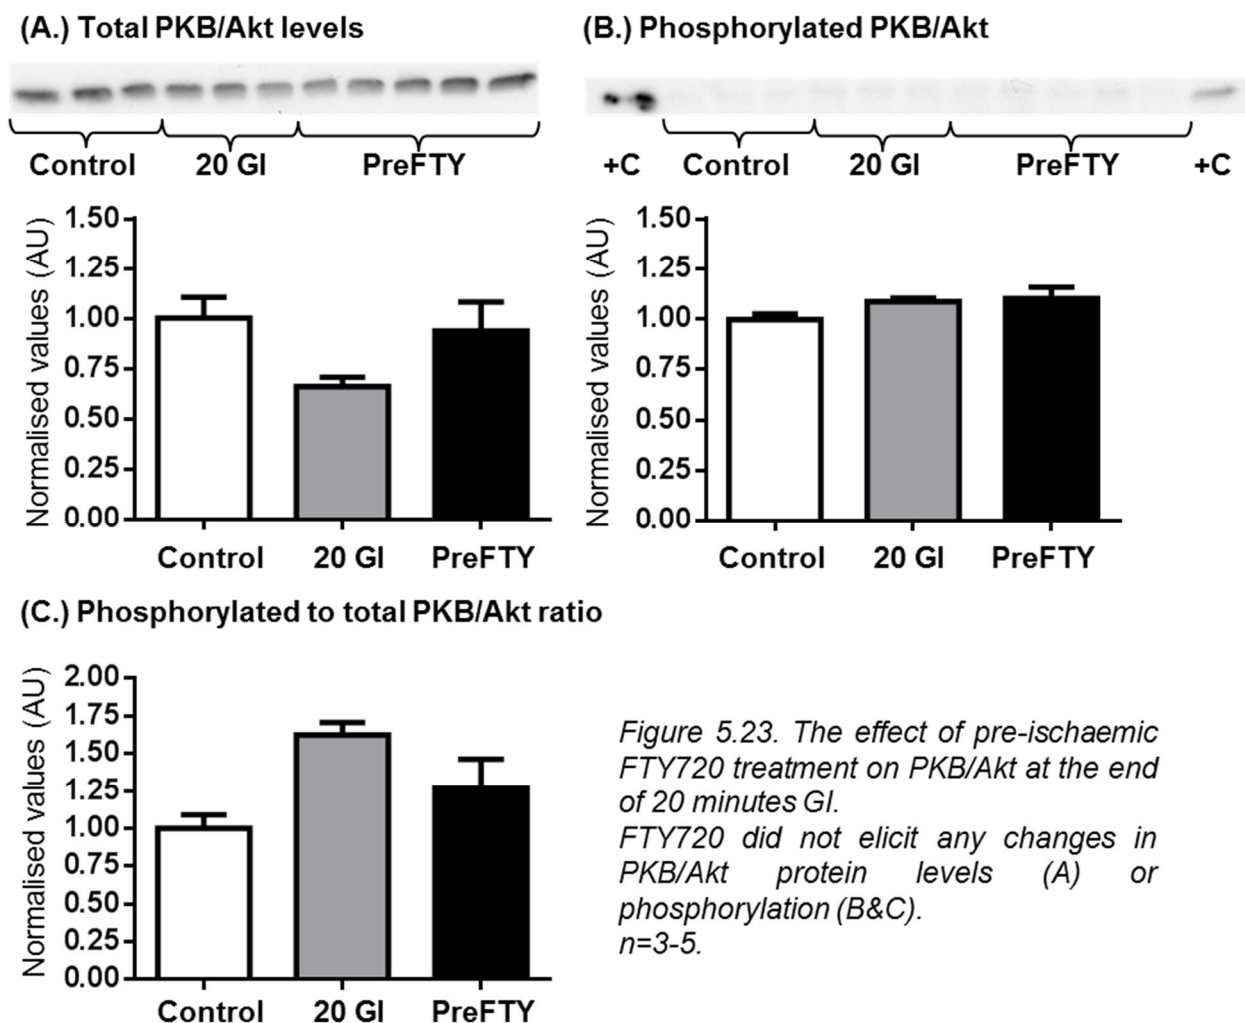 (A.) Total PKB/Akt levels
Control 20 GI PreFTY
Normalised values (AU)
1.50
1.25
1.00
0.75
0.50
0.25
0.00
Control 20 GI PreFTY
(B.) Phosphorylated PKB/Akt
+C Control 20 GI PreFTY +C
Normalised values (AU)
1.50
1.25
1.00
0.75
0.50
0.25
0.00
Control 20 GI PreFTY
(C.) Phosphorylated to total PKB/Akt ratio
Normalised values (AU)
2.00
1.75
1.50
1.25
1.00
0.75
0.50
0.25
0.00
Control 20 GI PreFTY
Figure 5.23. The effect of pre-ischaemic
FTY720 treatment on PKB/Akt at the end
of 20 minutes GI.
FTY720 did not elicit any changes in
PKB/Akt protein levels (A) or
phosphorylation (B&C).
n=3-5.